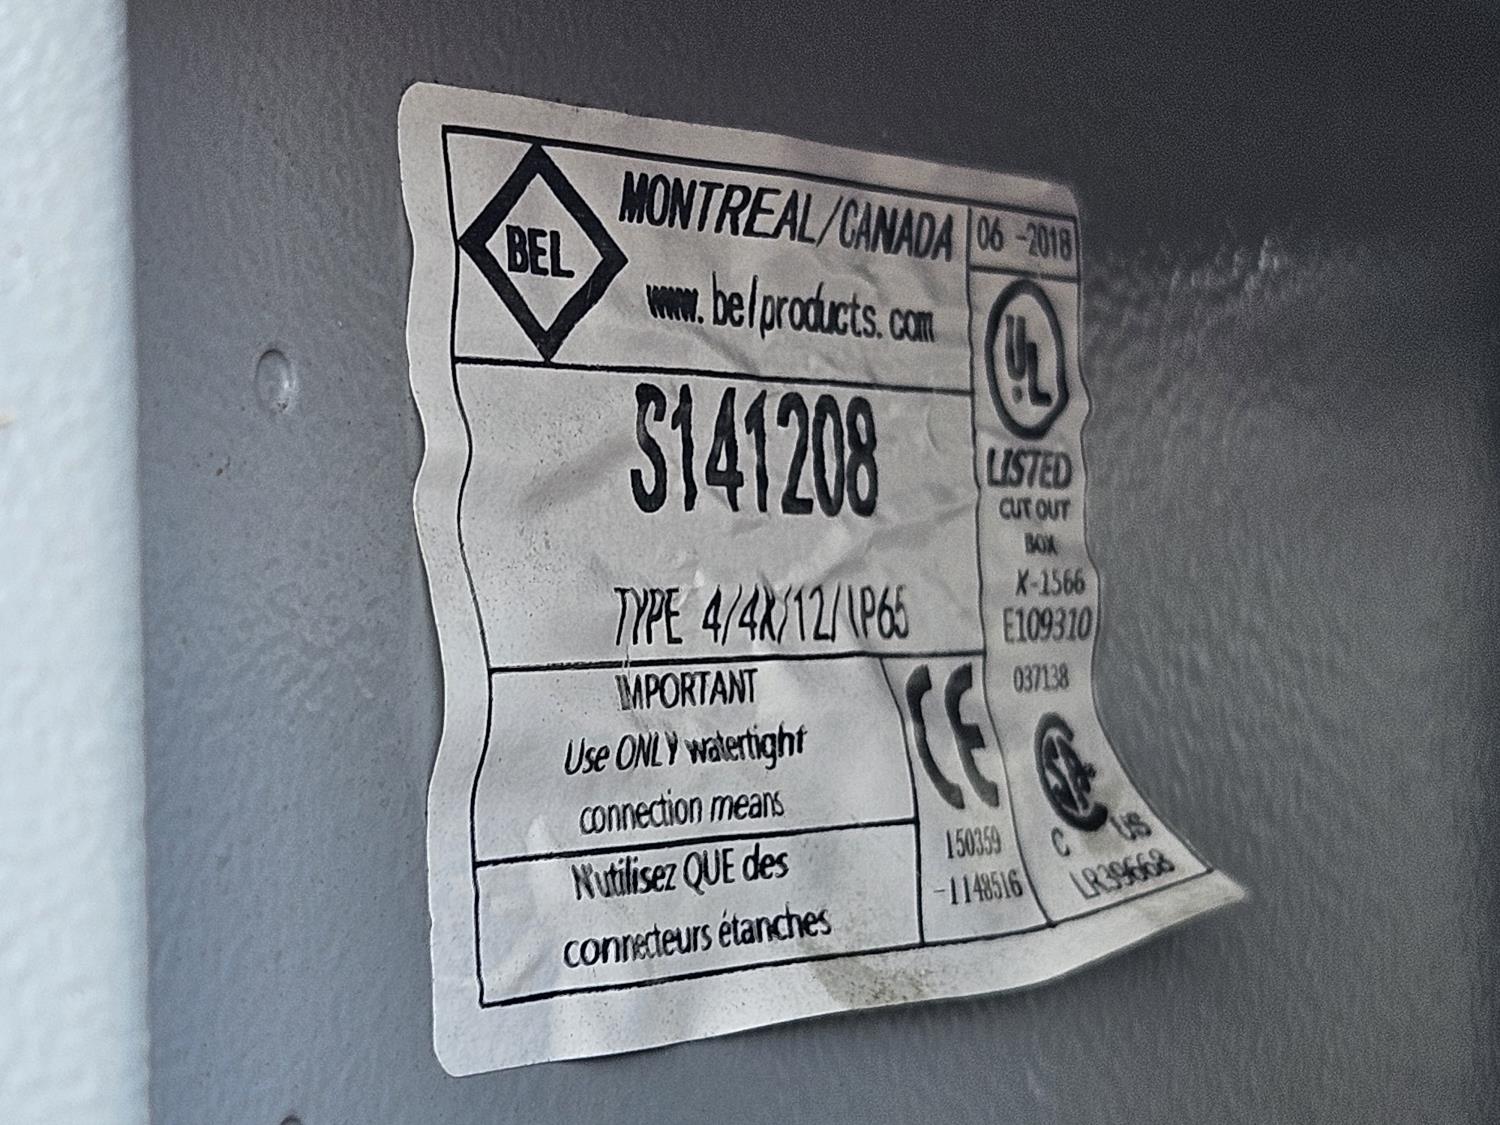 BEL
MONTREAL/CANADA
www.belproducts.com
06 -2018
UL
LISTED
CUT OUT
BOX
X-1566
E109310
037138
S141208
TYPE 4/4X/12/IP65
IMPORTANT
Use ONLY watertight
connection means
N'utilisez QUE des
connecteurs étanches
CE
150359
-1148516
CSA
C US
LR39668